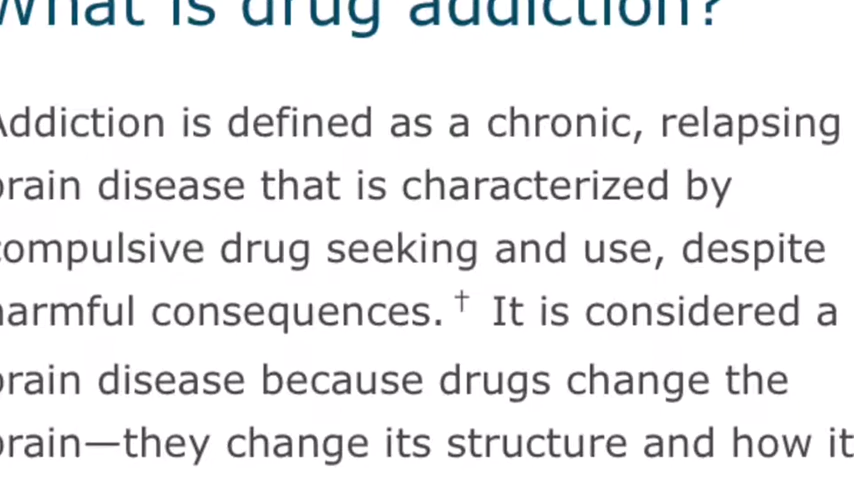 What is drug addiction?
Addiction is defined as a chronic, relapsing
brain disease that is characterized by
compulsive drug seeking and use, despite
harmful consequences.† It is considered a
brain disease because drugs change the
brain—they change its structure and how it